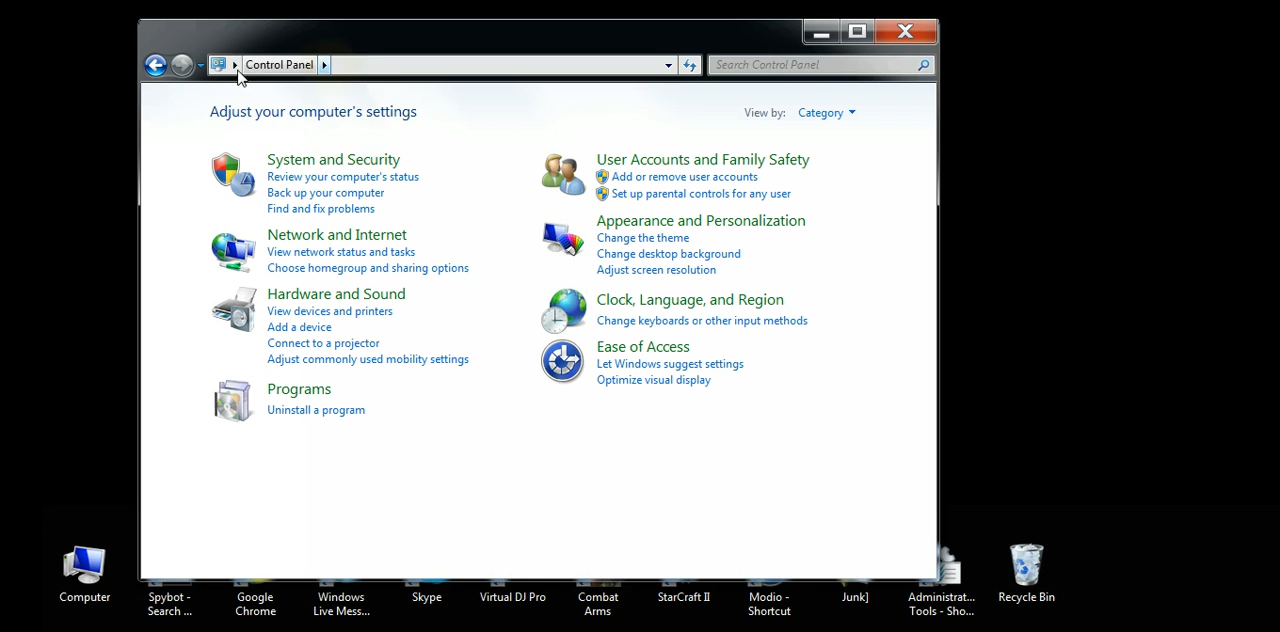 Control Panel
Search Control Panel
Adjust your computer's settings
View by: Category
System and Security
Review your computer's status
Back up your computer
Find and fix problems
Network and Internet
View network status and tasks
Choose homegroup and sharing options
Hardware and Sound
View devices and printers
Add a device
Connect to a projector
Adjust commonly used mobility settings
Programs
Uninstall a program
User Accounts and Family Safety
Add or remove user accounts
Set up parental controls for any user
Appearance and Personalization
Change the theme
Change desktop background
Adjust screen resolution
Clock, Language, and Region
Change keyboards or other input methods
Ease of Access
Let Windows suggest settings
Optimize visual display
Computer
Spybot -
Search ...
Google
Chrome
Windows
Live Mess...
Skype
Virtual DJ Pro
Combat
Arms
StarCraft II
Modio -
Shortcut
Junk]
Administrat...
Tools - Sho...
Recycle Bin